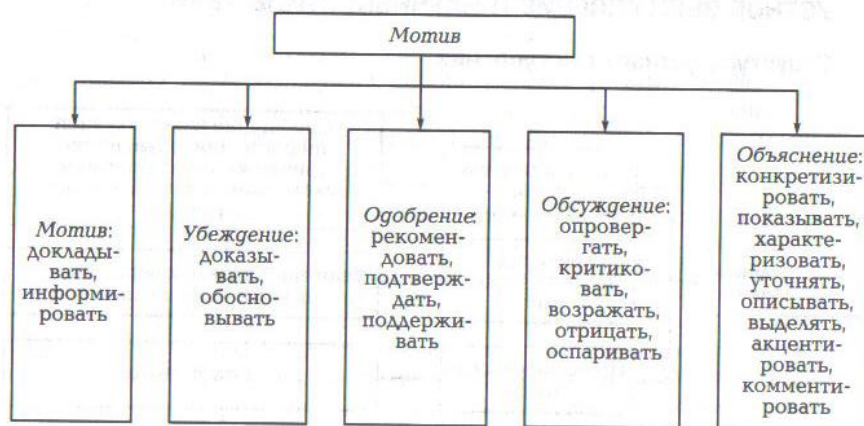 Мотив
Мотив:
доклады-
вать,
информи-
ровать
Убеждение:
доказы-
вать,
обосно-
вывать
Одобрение:
рекомен-
довать,
подтверж-
дать,
поддержи-
вать
Обсуждение:
опровер-
гать,
критико-
вать,
возражать,
отрицать,
оспаривать
Объяснение:
конкретизи-
ровать,
показывать,
характе-
ризовать,
уточнять,
описывать,
выделять,
акценти-
ровать,
комменти-
ровать